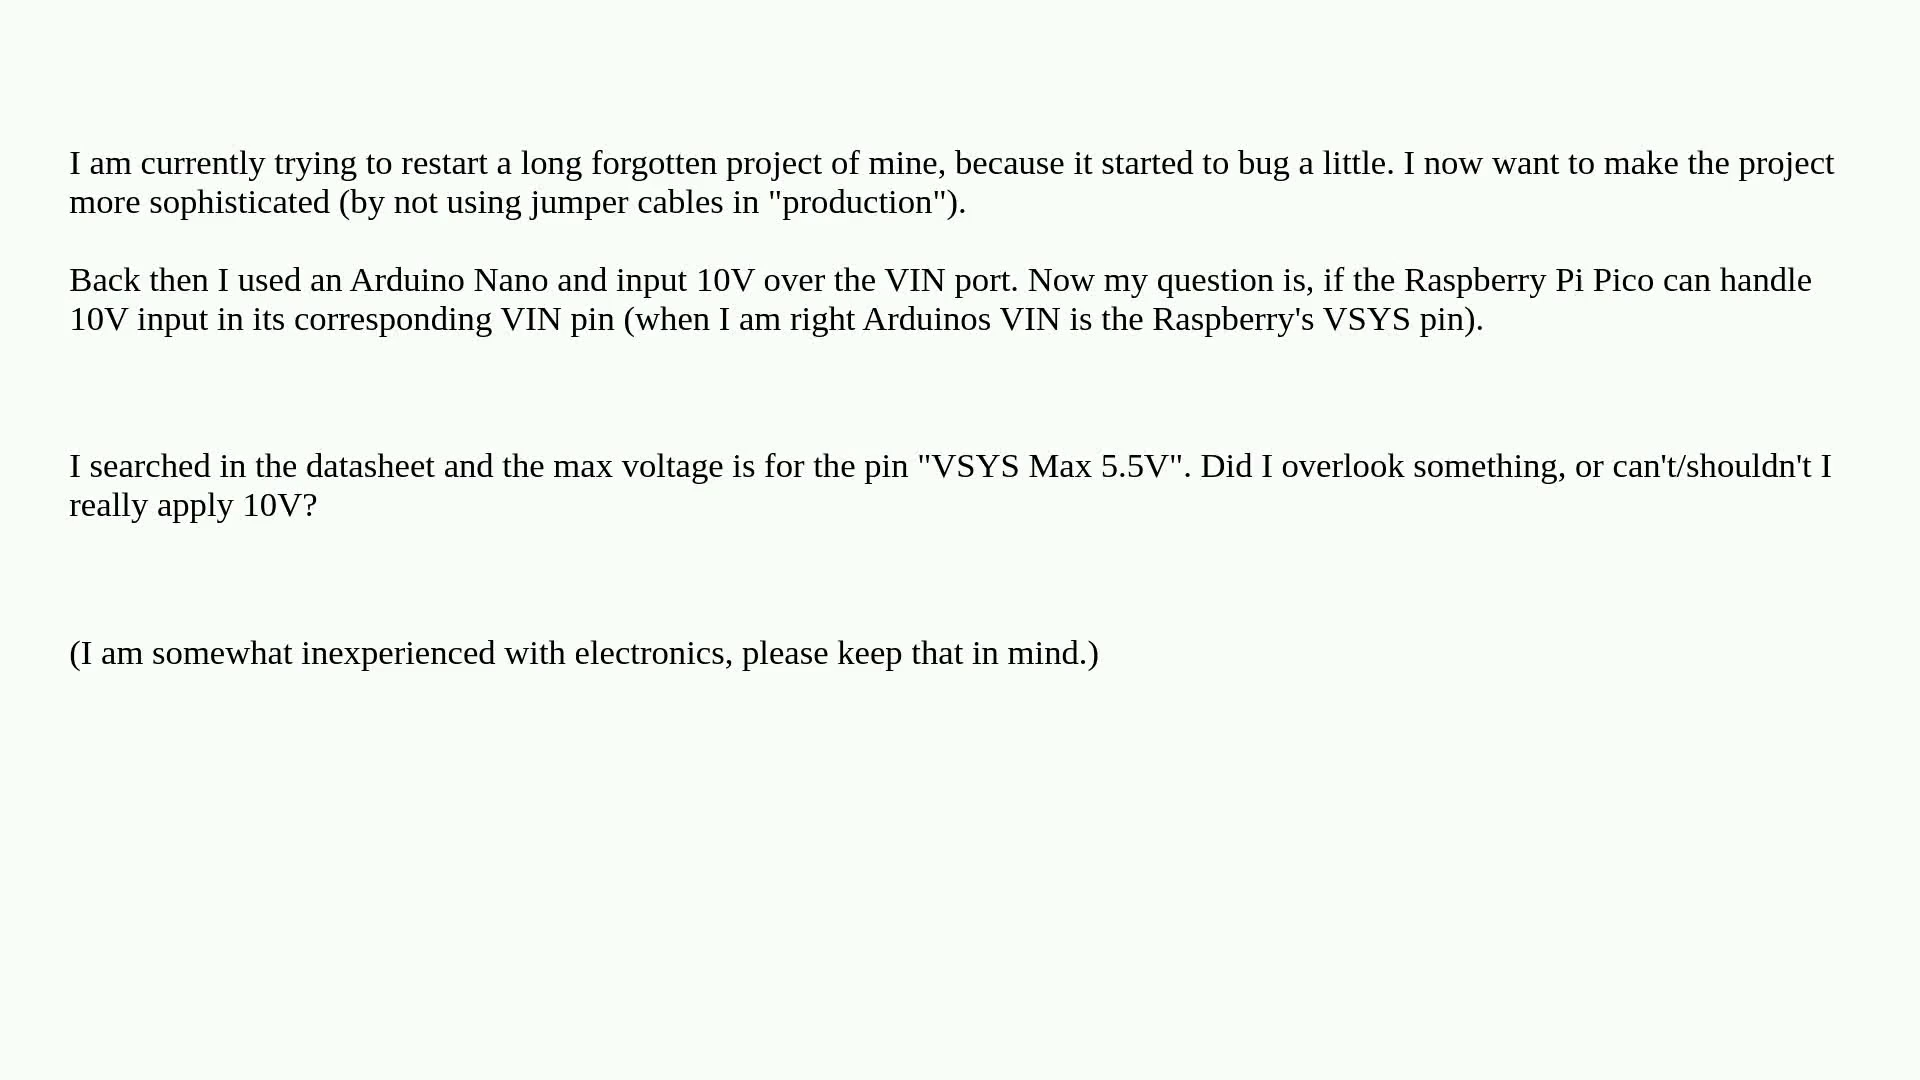 I am currently trying to restart a long forgotten project of mine, because it started to bug a little. I now want to make the project
more sophisticated (by not using jumper cables in "production").
Back then I used an Arduino Nano and input 10V over the VIN port. Now my question is, if the Raspberry Pi Pico can handle
10V input in its corresponding VIN pin (when I am right Arduinos VIN is the Raspberry's VSYS pin).
I searched in the datasheet and the max voltage is for the pin "VSYS Max 5.5V". Did I overlook something, or can't/shouldn't I
really apply 10V?
(I am somewhat inexperienced with electronics, please keep that in mind.)